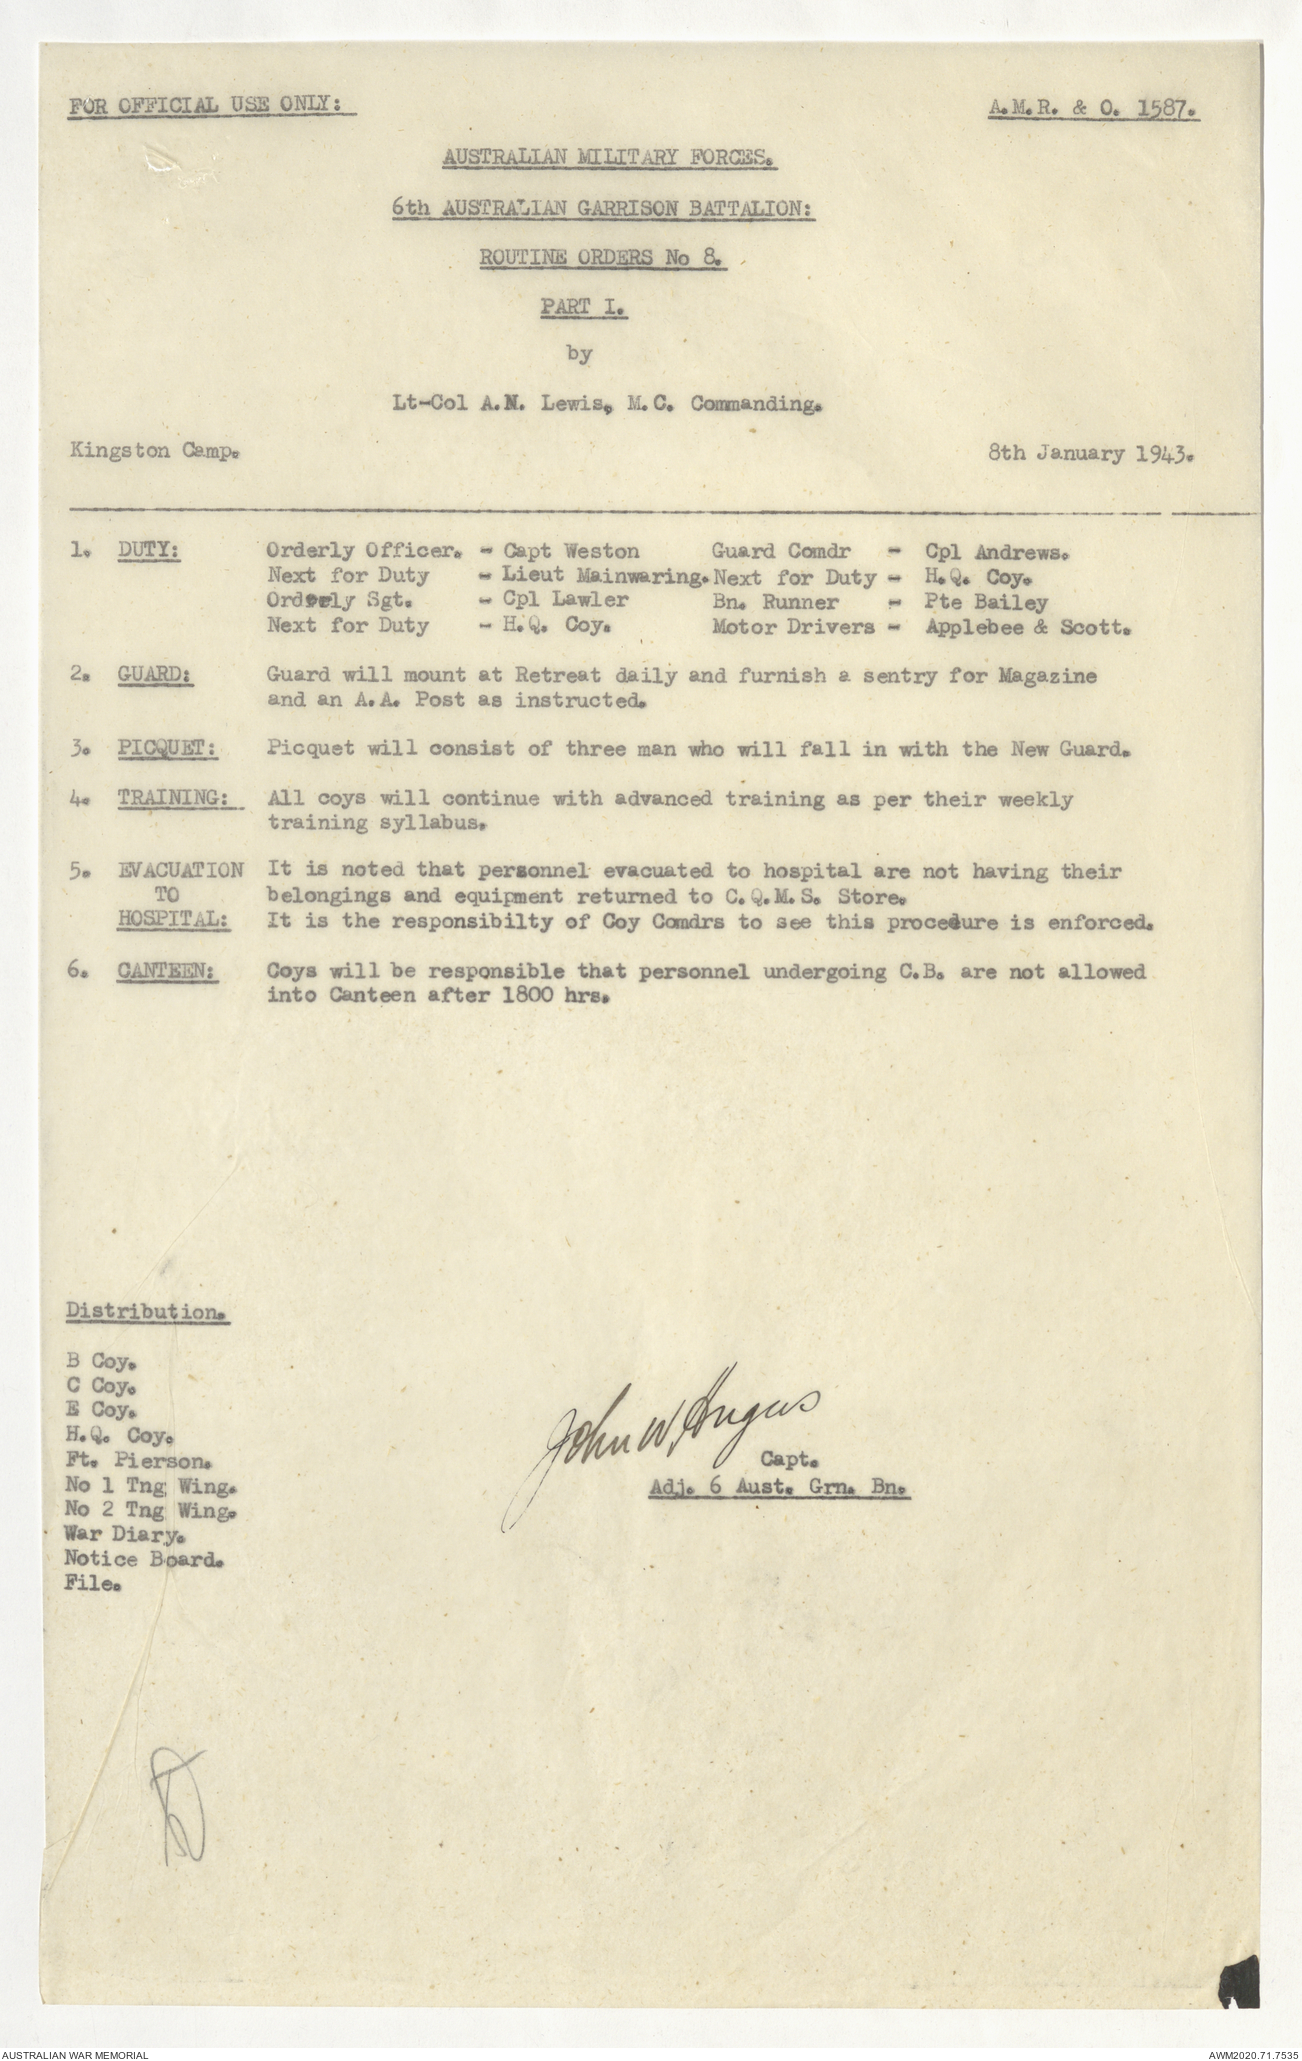 FOR OFFICIAL USE ONLY: A.M.R. & O. 1587.
AUSTRALIAN MILITARY FORCES.
6th AUSTRALIAN GARRISON BATTALION:
ROUTINE ORDERS No 8.
PART I.
by
Lt-Col A.N. Lewis, M.C. Commanding.
Kingston Camp. 8th January 1943.
1. DUTY: Orderly Officer. - Capt Weston Guard Comdr - Cpl Andrews.
Next for Duty - Lieut Mainwaring. Next for Duty - H.Q. Coy.
Orderly Sgt. - Cpl Lawler Bn. Runner - Pte Bailey
Next for Duty - H.Q. Coy. Motor Drivers - Applebee & Scott.
2. GUARD: Guard will mount at Retreat daily and furnish a sentry for Magazine
and an A.A. Post as instructed.
3. PICQUET: Picquet will consist of three man who will fall in with the New Guard.
4. TRAINING: All coys will continue with advanced training as per their weekly
training syllabus.
5. EVACUATION It is noted that personnel evacuated to hospital are not having their
TO belongings and equipment returned to C.Q.M.S. Store.
HOSPITAL: It is the responsibilty of Coy Comdrs to see this procedure is enforced.
6. CANTEEN: Coys will be responsible that personnel undergoing C.B. are not allowed
into Canteen after 1800 hrs.
Distribution.
B Coy.
C Coy.
E Coy.
H.Q. Coy.
Ft. Pierson.
No 1 Tng Wing.
No 2 Tng Wing.
War Diary.
Notice Board.
File.
John W. Angus
Capt.
Adj. 6 Aust. Grn. Bn.
AUSTRALIAN WAR MEMORIAL AWM2020.71.7535